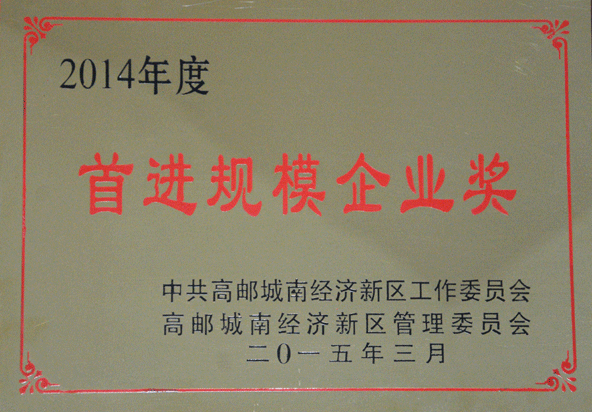 2014年度
首进规模企业奖
中共高邮城南经济新区工作委员会
高邮城南经济新区管理委员会
二〇一五年三月